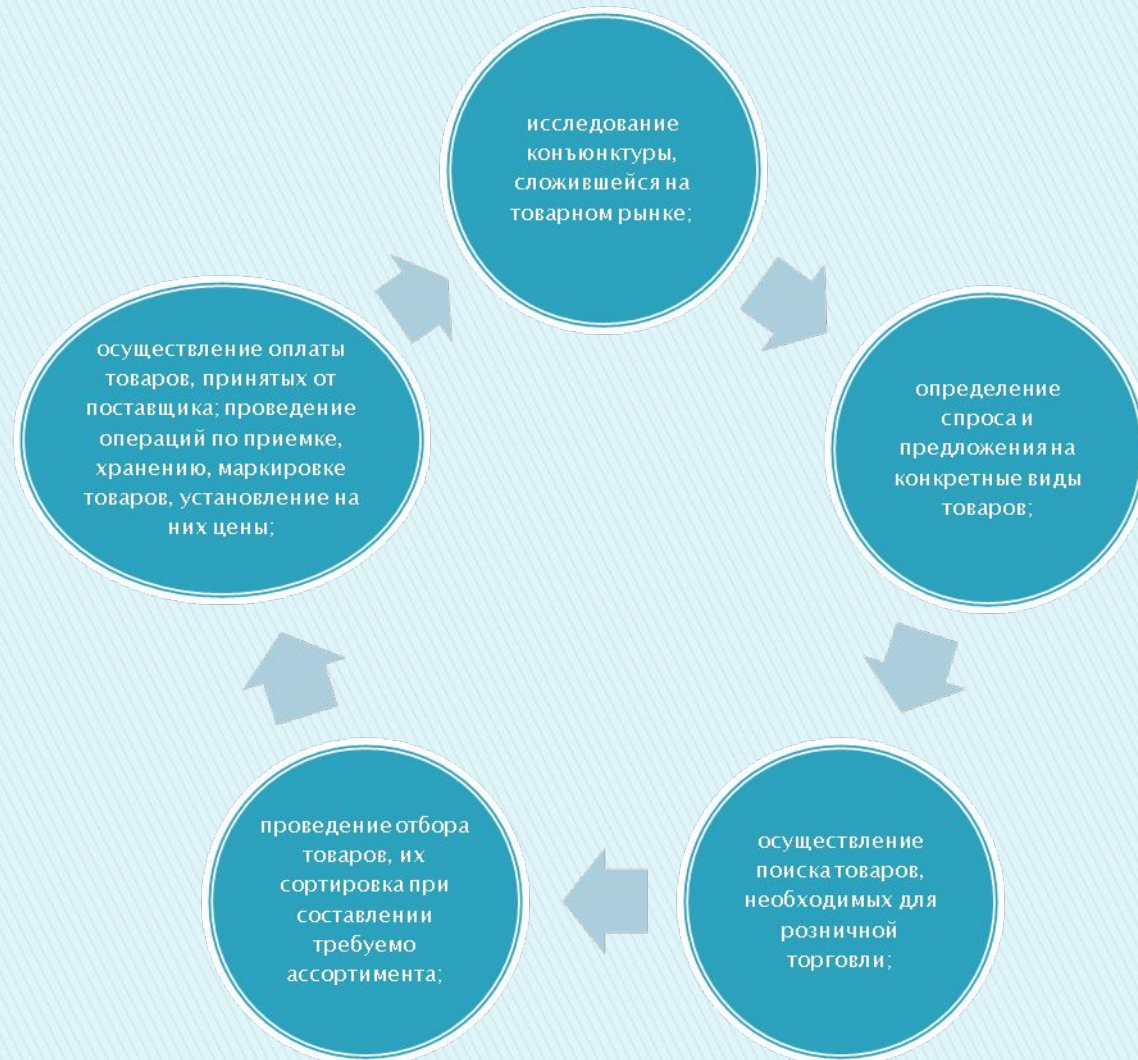 исследование
конъюнктуры,
сложившейся на
товарном рынке;
определение
спроса и
предложения на
конкретные виды
товаров;
осуществление
поиска товаров,
необходимых для
розничной
торговли;
проведение отбора
товаров, их
сортировка при
составлении
требуемо
ассортимента;
осуществление оплаты
товаров, принятых от
поставщика; проведение
операций по приемке,
хранению, маркировке
товаров, установление на
них цены;